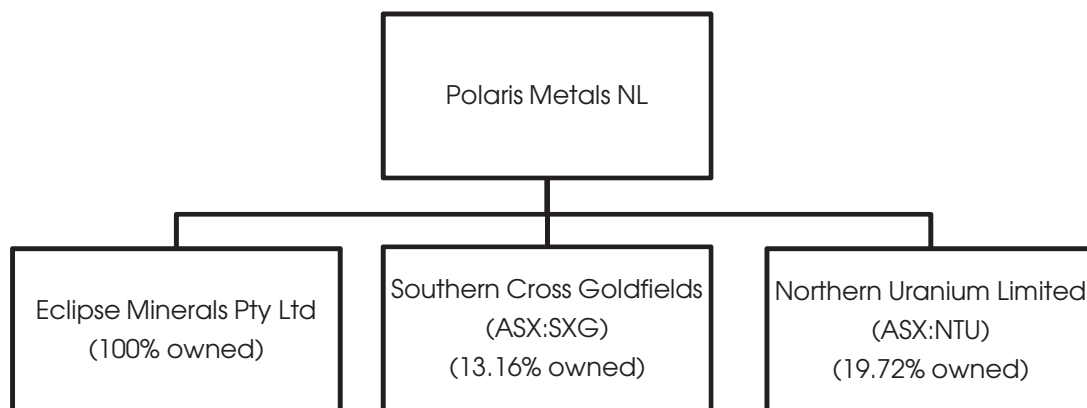 Polaris Metals NL
Eclipse Minerals Pty Ltd
(100% owned)
Southern Cross Goldfields
(ASX:SXG)
(13.16% owned)
Northern Uranium Limited
(ASX:NTU)
(19.72% owned)